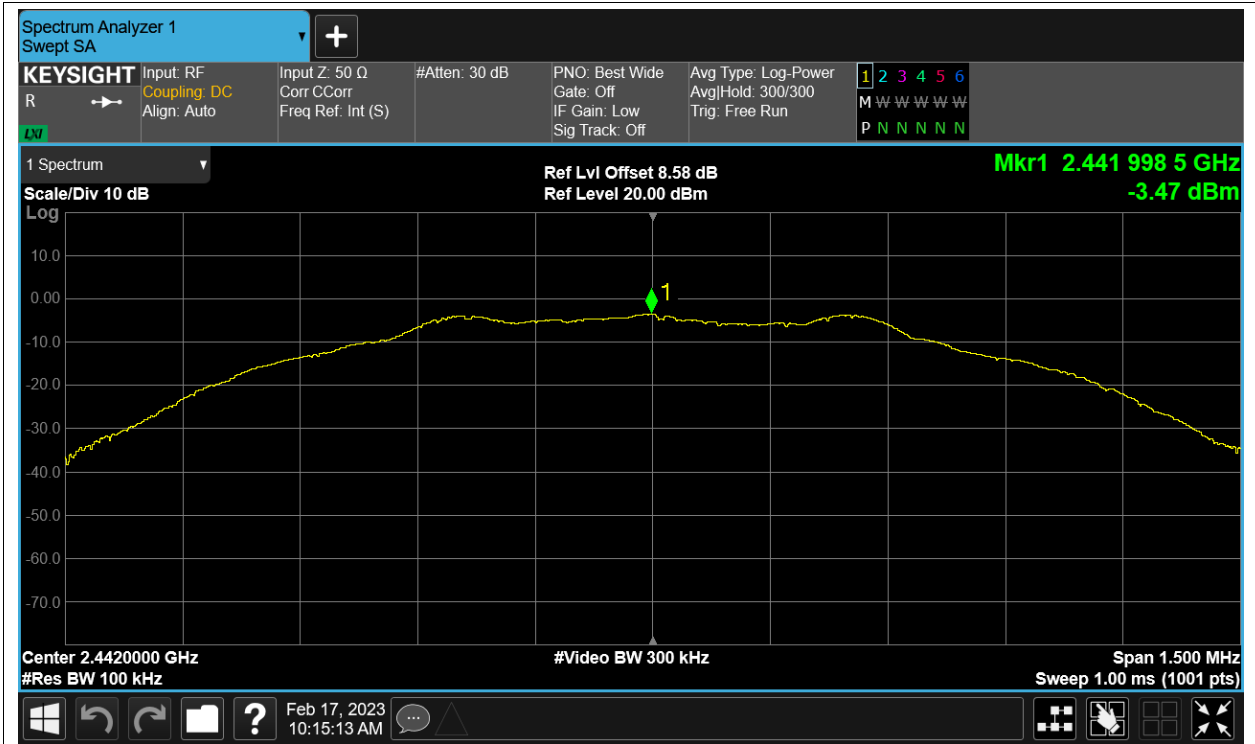 Spectrum Analyzer 1
Swept SA
KEYSIGHT
R
LXI
Input: RF
Coupling: DC
Align: Auto
Input Z: 50 Ω
Corr CCorr
Freq Ref: Int (S)
#Atten: 30 dB
PNO: Best Wide
Gate: Off
IF Gain: Low
Sig Track: Off
Avg Type: Log-Power
Avg|Hold: 300/300
Trig: Free Run
1 2 3 4 5 6
M W W W W W
P N N N N N
1 Spectrum
Scale/Div 10 dB
Log
Ref Lvl Offset 8.58 dB
Ref Level 20.00 dBm
Mkr1 2.441 998 5 GHz
-3.47 dBm
10.0
0.00
-10.0
-20.0
-30.0
-40.0
-50.0
-60.0
-70.0
1
Center 2.4420000 GHz
#Res BW 100 kHz
#Video BW 300 kHz
Span 1.500 MHz
Sweep 1.00 ms (1001 pts)
?
Feb 17, 2023
10:15:13 AM